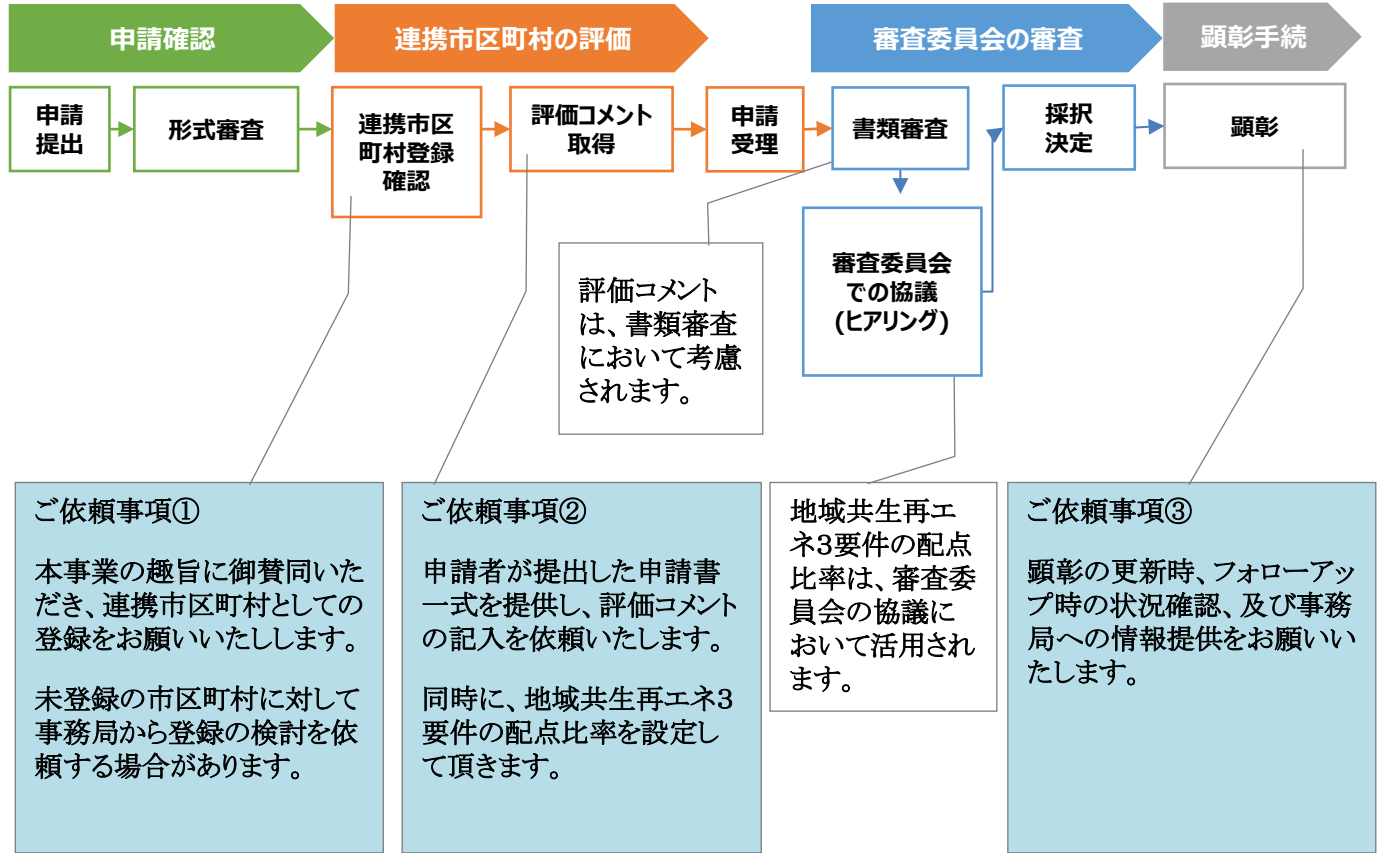 申請確認
連携市区町村の評価
審査委員会の審査
顕彰手続
申請
提出
形式審査
連携市区
町村登録
確認
評価コメント
取得
申請
受理
書類審査
採択
決定
顕彰
審査委員会
での協議
(ヒアリング)
評価コメント
は、書類審査
において考慮
されます。
ご依頼事項①
本事業の趣旨に御賛同いた
だき、連携市区町村としての
登録をお願いいたしします。
未登録の市区町村に対して
事務局から登録の検討を依
頼する場合があります。
ご依頼事項②
申請者が提出した申請書
一式を提供し、評価コメント
の記入を依頼いたします。
同時に、地域共生再エネ3
要件の配点比率を設定し
て頂きます。
地域共生再エ
ネ3要件の配点
比率は、審査委
員会の協議に
おいて活用され
ます。
ご依頼事項③
顕彰の更新時、フォローアッ
プ時の状況確認、及び事務
局への情報提供をお願いい
たします。